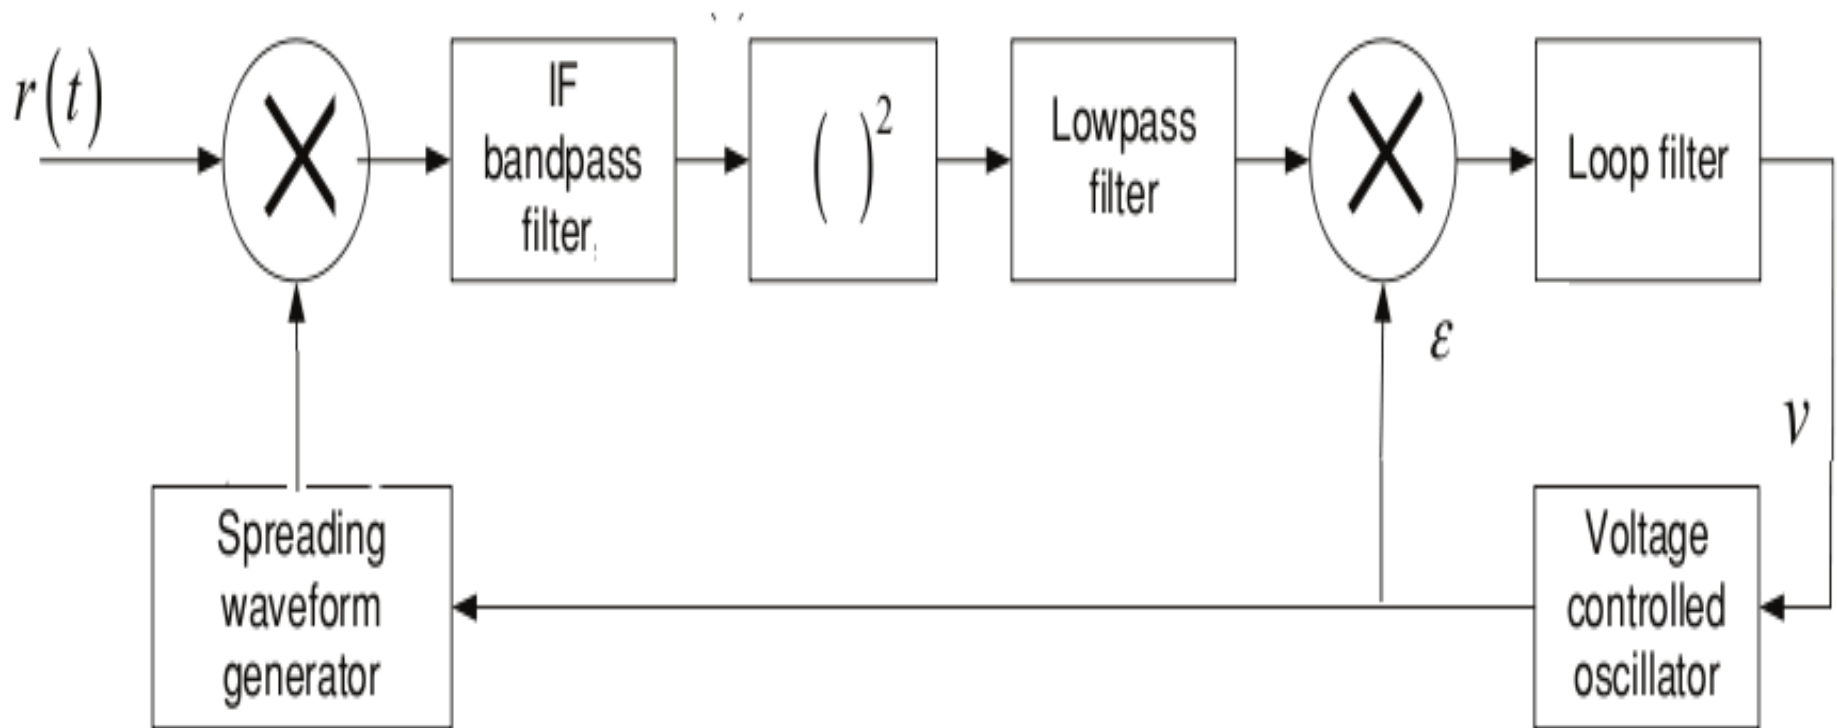 r(t)
IF
bandpass
filter
( )²
Lowpass
filter
Loop filter
ε
v
Spreading
waveform
generator
Voltage
controlled
oscillator